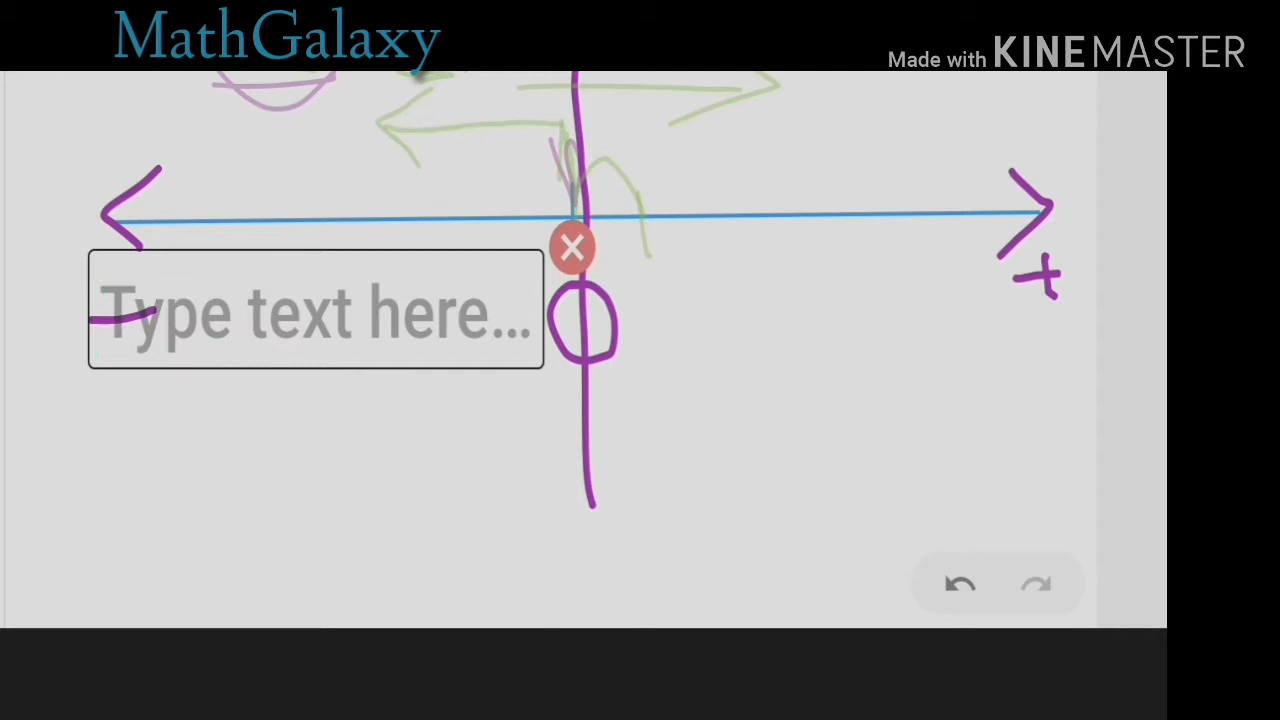 MathGalaxy
Made with KINEMASTER
+
Type text here...
-
0